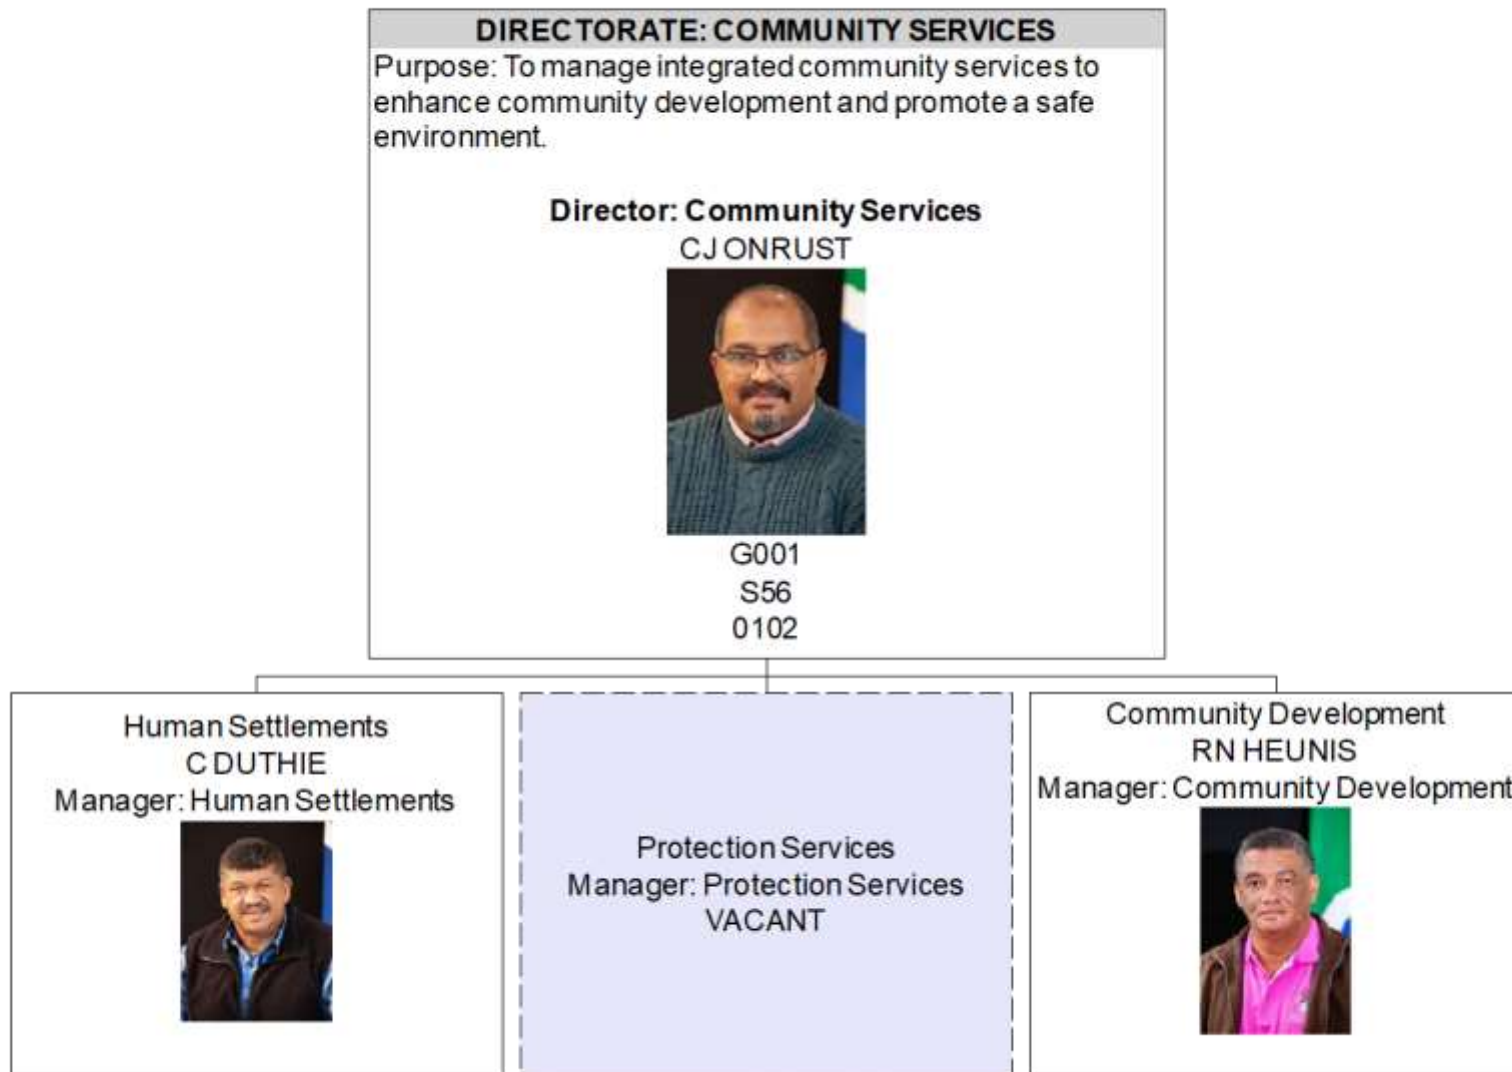 DIRECTORATE: COMMUNITY SERVICES
Purpose: To manage integrated community services to
enhance community development and promote a safe
environment.
Director: Community Services
CJ ONRUST
G001
S56
0102
Human Settlements
C DUTHIE
Manager: Human Settlements
Protection Services
Manager: Protection Services
VACANT
Community Development
RN HEUNIS
Manager: Community Development